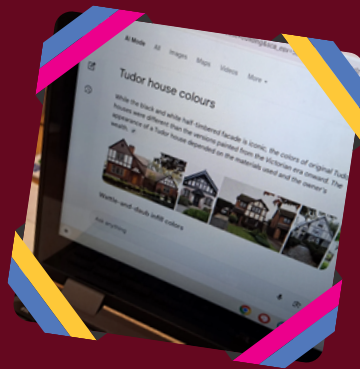 AI Mode All Images Maps Videos More
Tudor house colours
While the black and white half-timbered facade is iconic, the colors of original Tudor
houses were different than the versions painted from the Victorian era onward. The
appearance of a Tudor house depended on the materials used and the owner's
wealth.
Wattle-and-daub infill colors
Ask anything